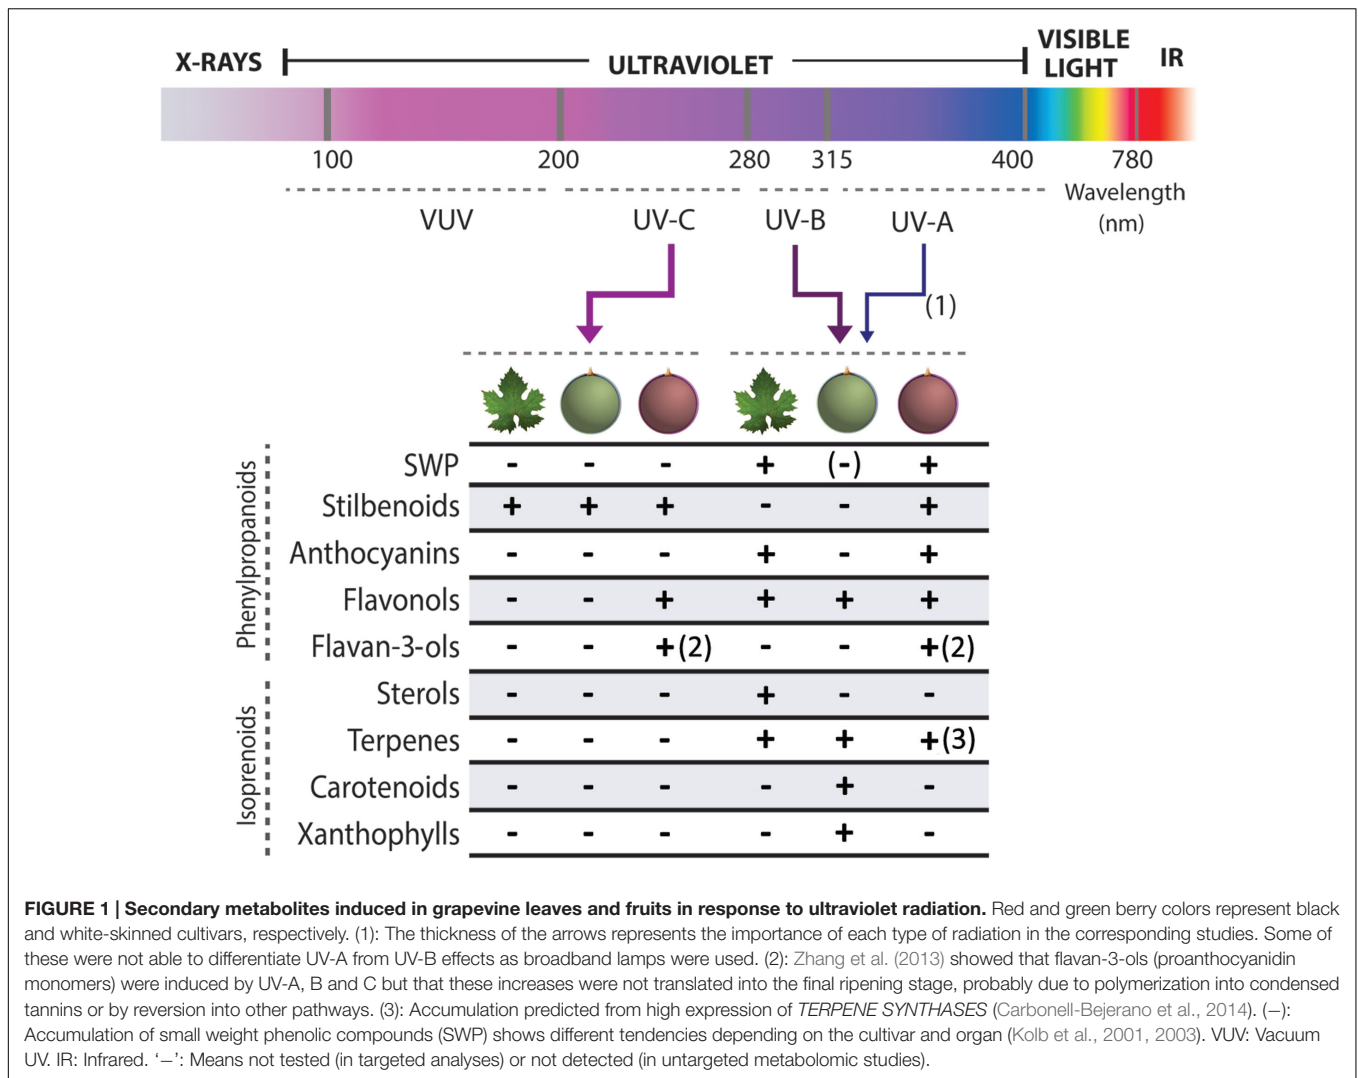 X-RAYS ULTRAVIOLET VISIBLE LIGHT IR
100 200 280 315 400 780
Wavelength (nm)
VUV UV-C UV-B UV-A
(1)
Phenylpropanoids
SWP - - - + (-) +
Stilbenoids + + + - - +
Anthocyanins - - - + - +
Flavonols - - + + + +
Flavan-3-ols - - +(2) - - +(2)
Isoprenoids
Sterols - - - + - -
Terpenes - - - + + +(3)
Carotenoids - - - - + -
Xanthophylls - - - - + -
FIGURE 1 | Secondary metabolites induced in grapevine leaves and fruits in response to ultraviolet radiation. Red and green berry colors represent black
and white-skinned cultivars, respectively. (1): The thickness of the arrows represents the importance of each type of radiation in the corresponding studies. Some of
these were not able to differentiate UV-A from UV-B effects as broadband lamps were used. (2): Zhang et al. (2013) showed that flavan-3-ols (proanthocyanidin
monomers) were induced by UV-A, B and C but that these increases were not translated into the final ripening stage, probably due to polymerization into condensed
tannins or by reversion into other pathways. (3): Accumulation predicted from high expression of TERPENE SYNTHASES (Carbonell-Bejerano et al., 2014). (−):
Accumulation of small weight phenolic compounds (SWP) shows different tendencies depending on the cultivar and organ (Kolb et al., 2001, 2003). VUV: Vacuum
UV. IR: Infrared. ‘−’: Means not tested (in targeted analyses) or not detected (in untargeted metabolomic studies).